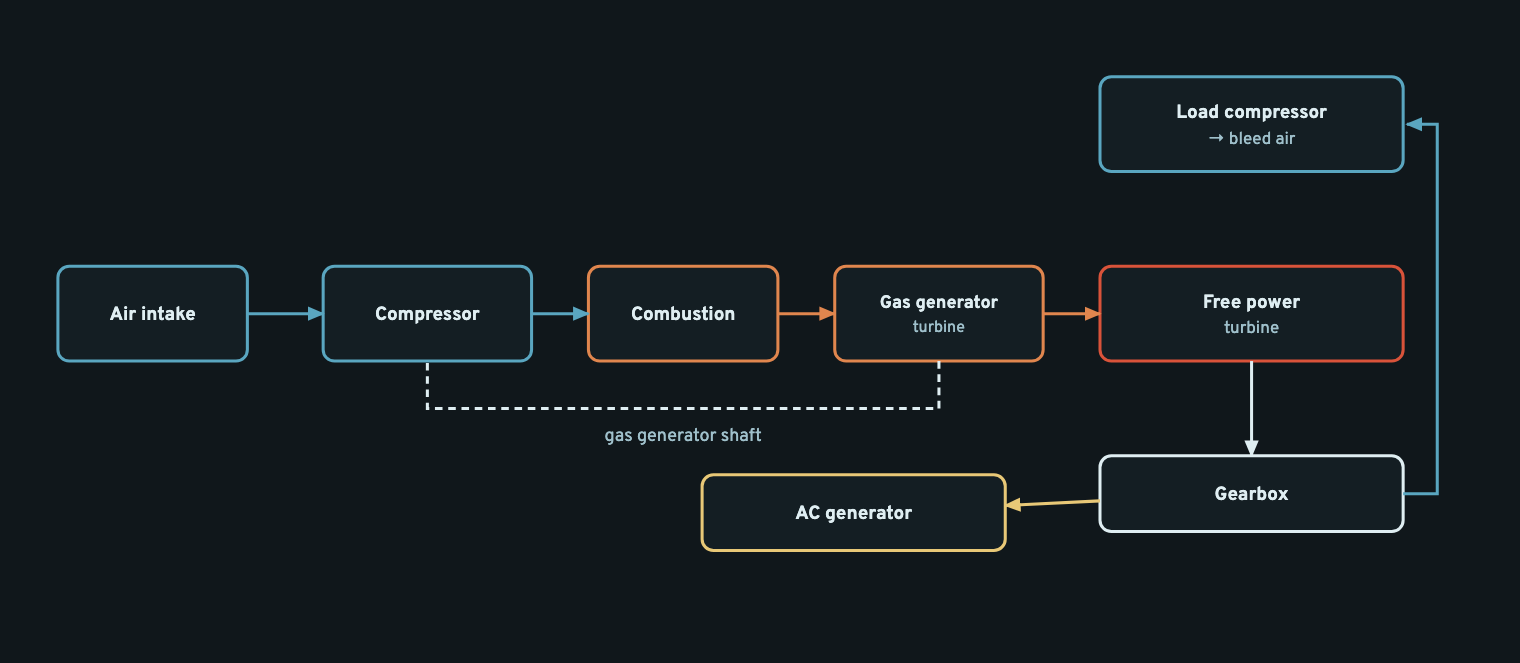 Load compressor
→ bleed air
Air intake
Compressor
Combustion
Gas generator
turbine
Free power
turbine
gas generator shaft
AC generator
Gearbox